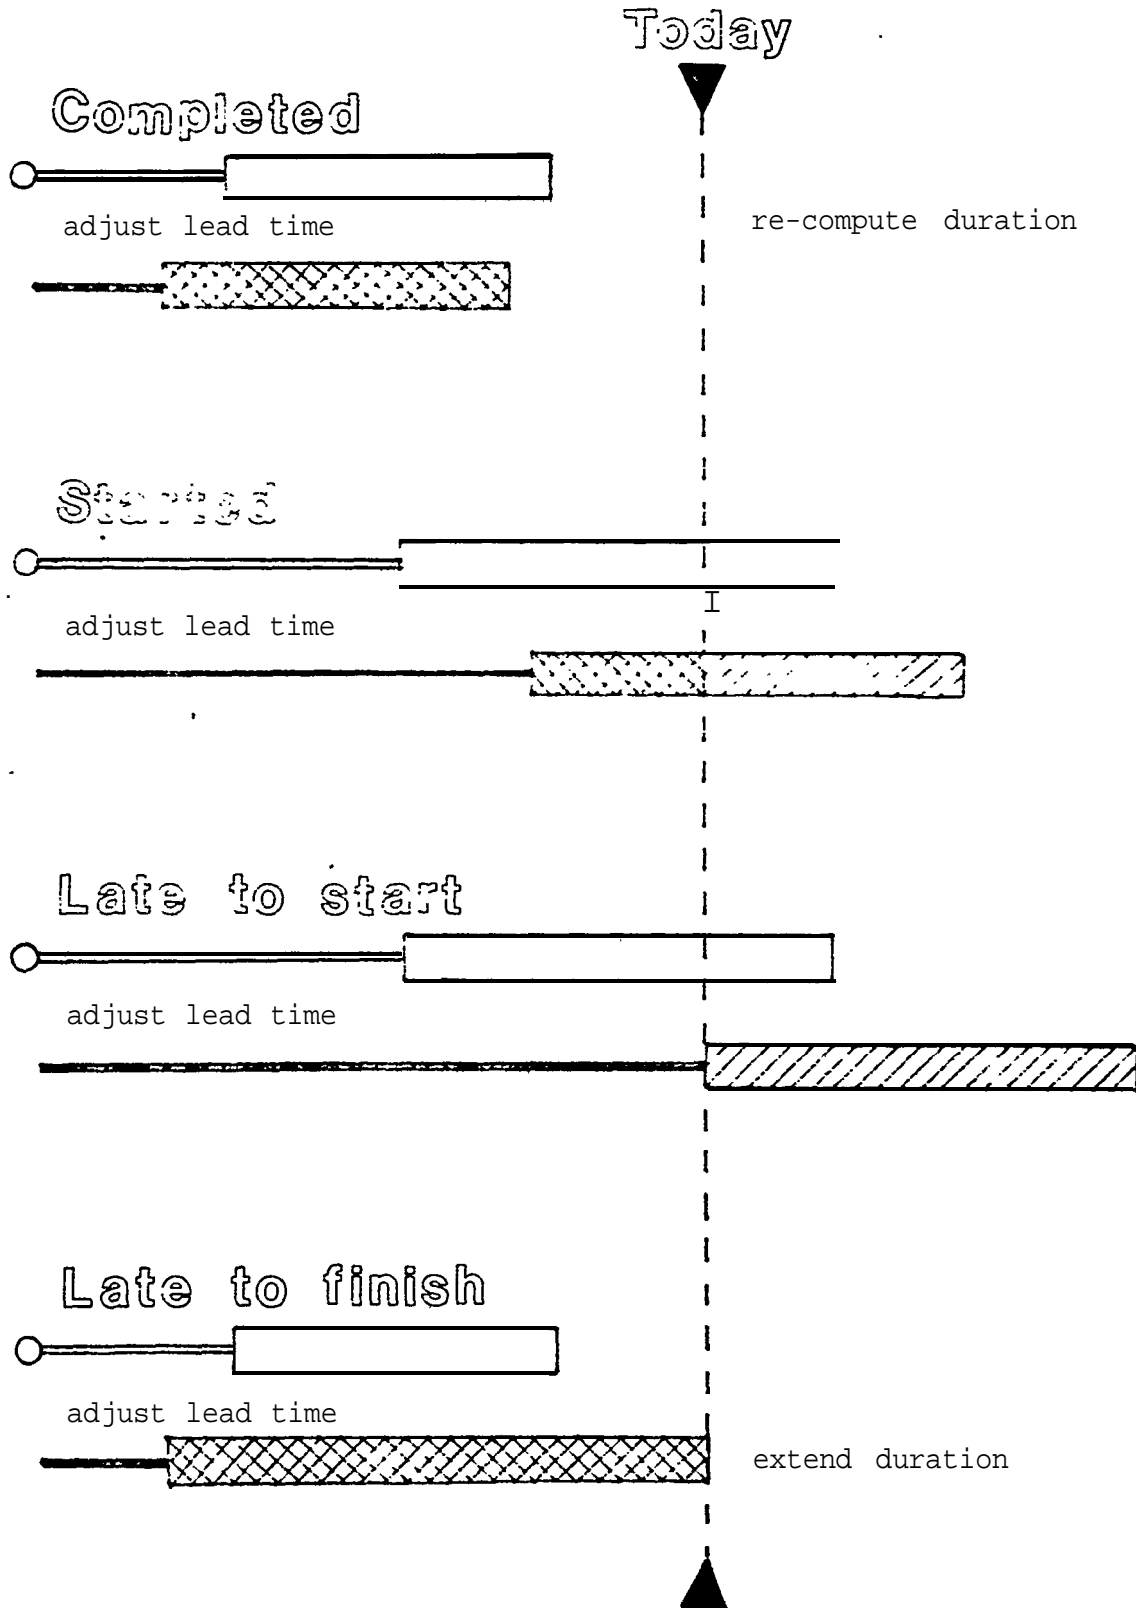 Today
Completed
adjust lead time
re-compute duration
Started
I
adjust lead time
Late to start
adjust lead time
Late to finish
adjust lead time
extend duration